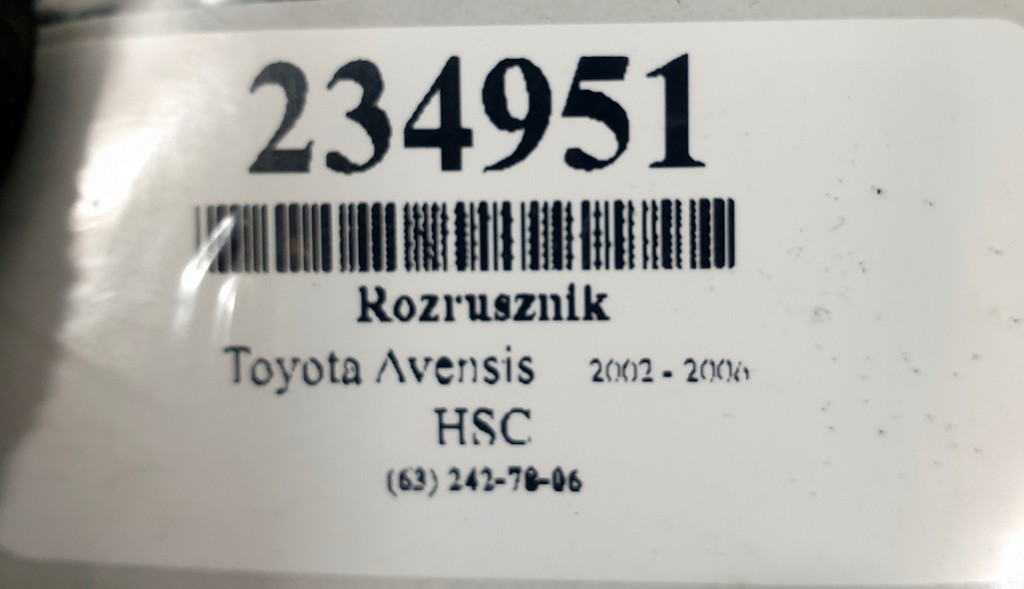 234951
Rozrusznik
Toyota Avensis 2002 - 2006
HSC
(63) 242-78-06